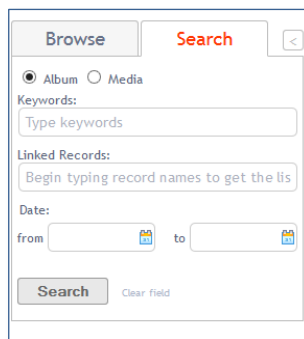 Browse Search <
Album Media
Keywords:
Type keywords
Linked Records:
Begin typing record names to get the lis
Date:
from to
Search Clear field